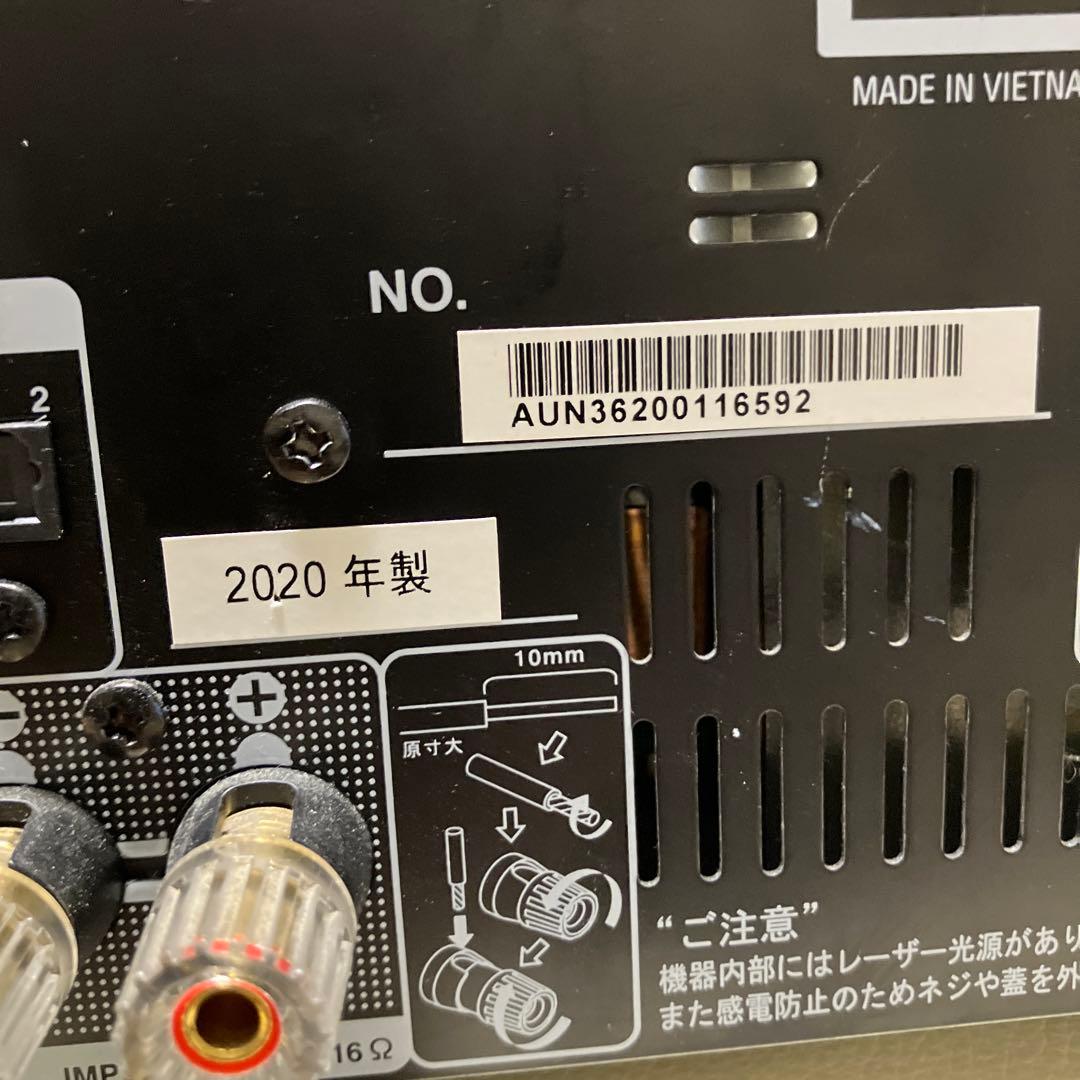 MADE IN VIETNA
NO.
AUN36200116592
2
2020 年製
10mm
原寸大
“ご注意”
機器内部にはレーザー光源があり
また感電防止のためネジや蓋を外
IMP
16 Ω